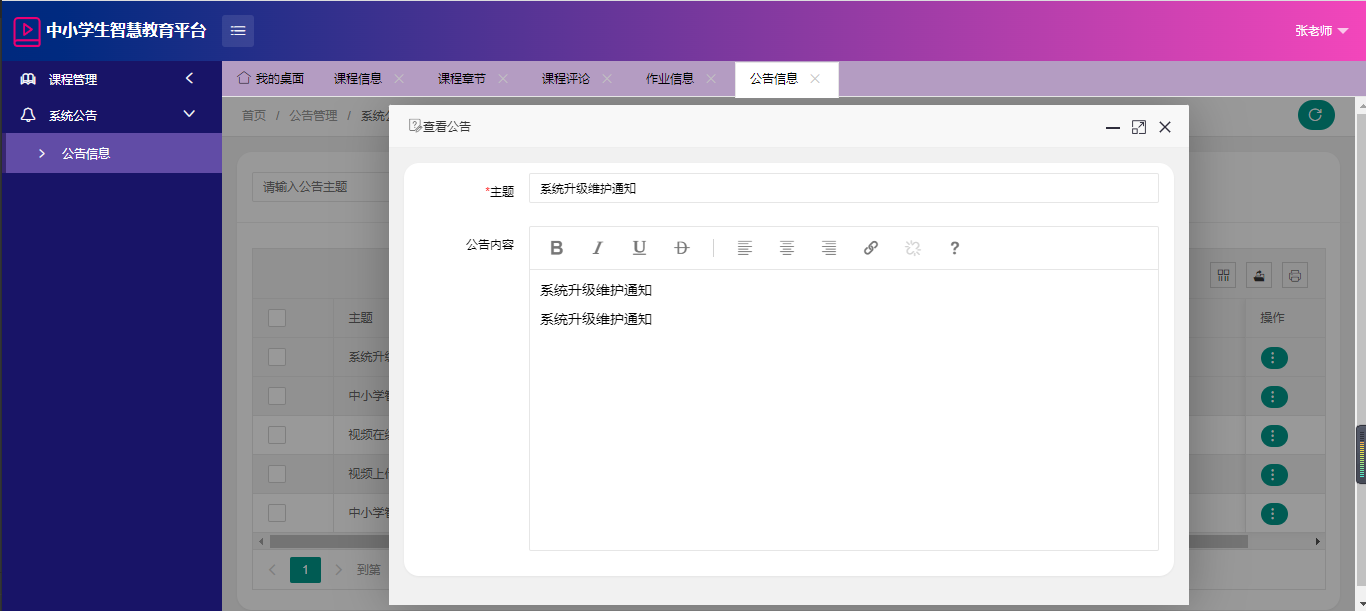 中小学生智慧教育平台
张老师
课程管理
系统公告
公告信息
我的桌面
课程信息
课程章节
课程评论
作业信息
公告信息
首页 / 公告管理 / 系统公
查看公告
请输入公告主题
*主题
系统升级维护通知
公告内容
B I U D ?
系统升级维护通知
系统升级维护通知
主题
操作
系统升级
中小学智
视频在线
视频上传
中小学智
1
到第